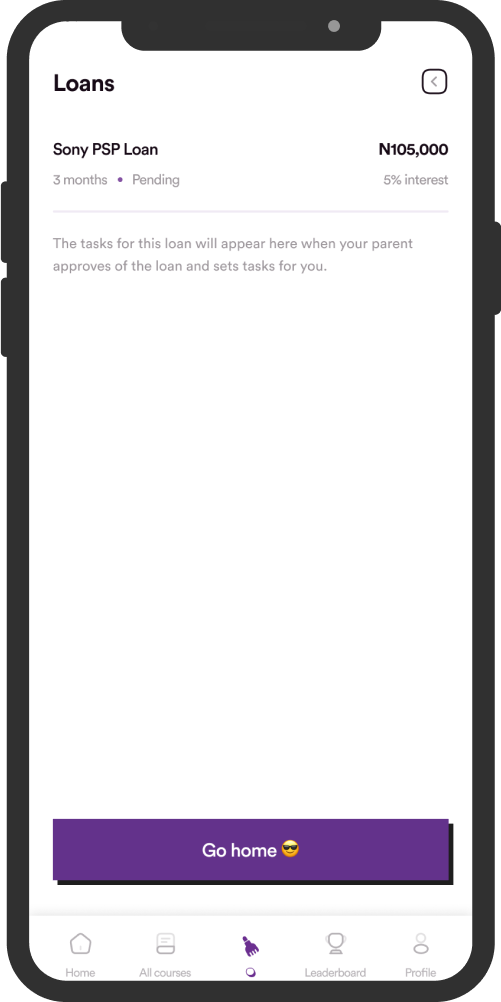 Loans
Sony PSP Loan N105,000
3 months • Pending 5% interest
The tasks for this loan will appear here when your parent
approves of the loan and sets tasks for you.
Go home 😎
Home All courses Leaderboard Profile